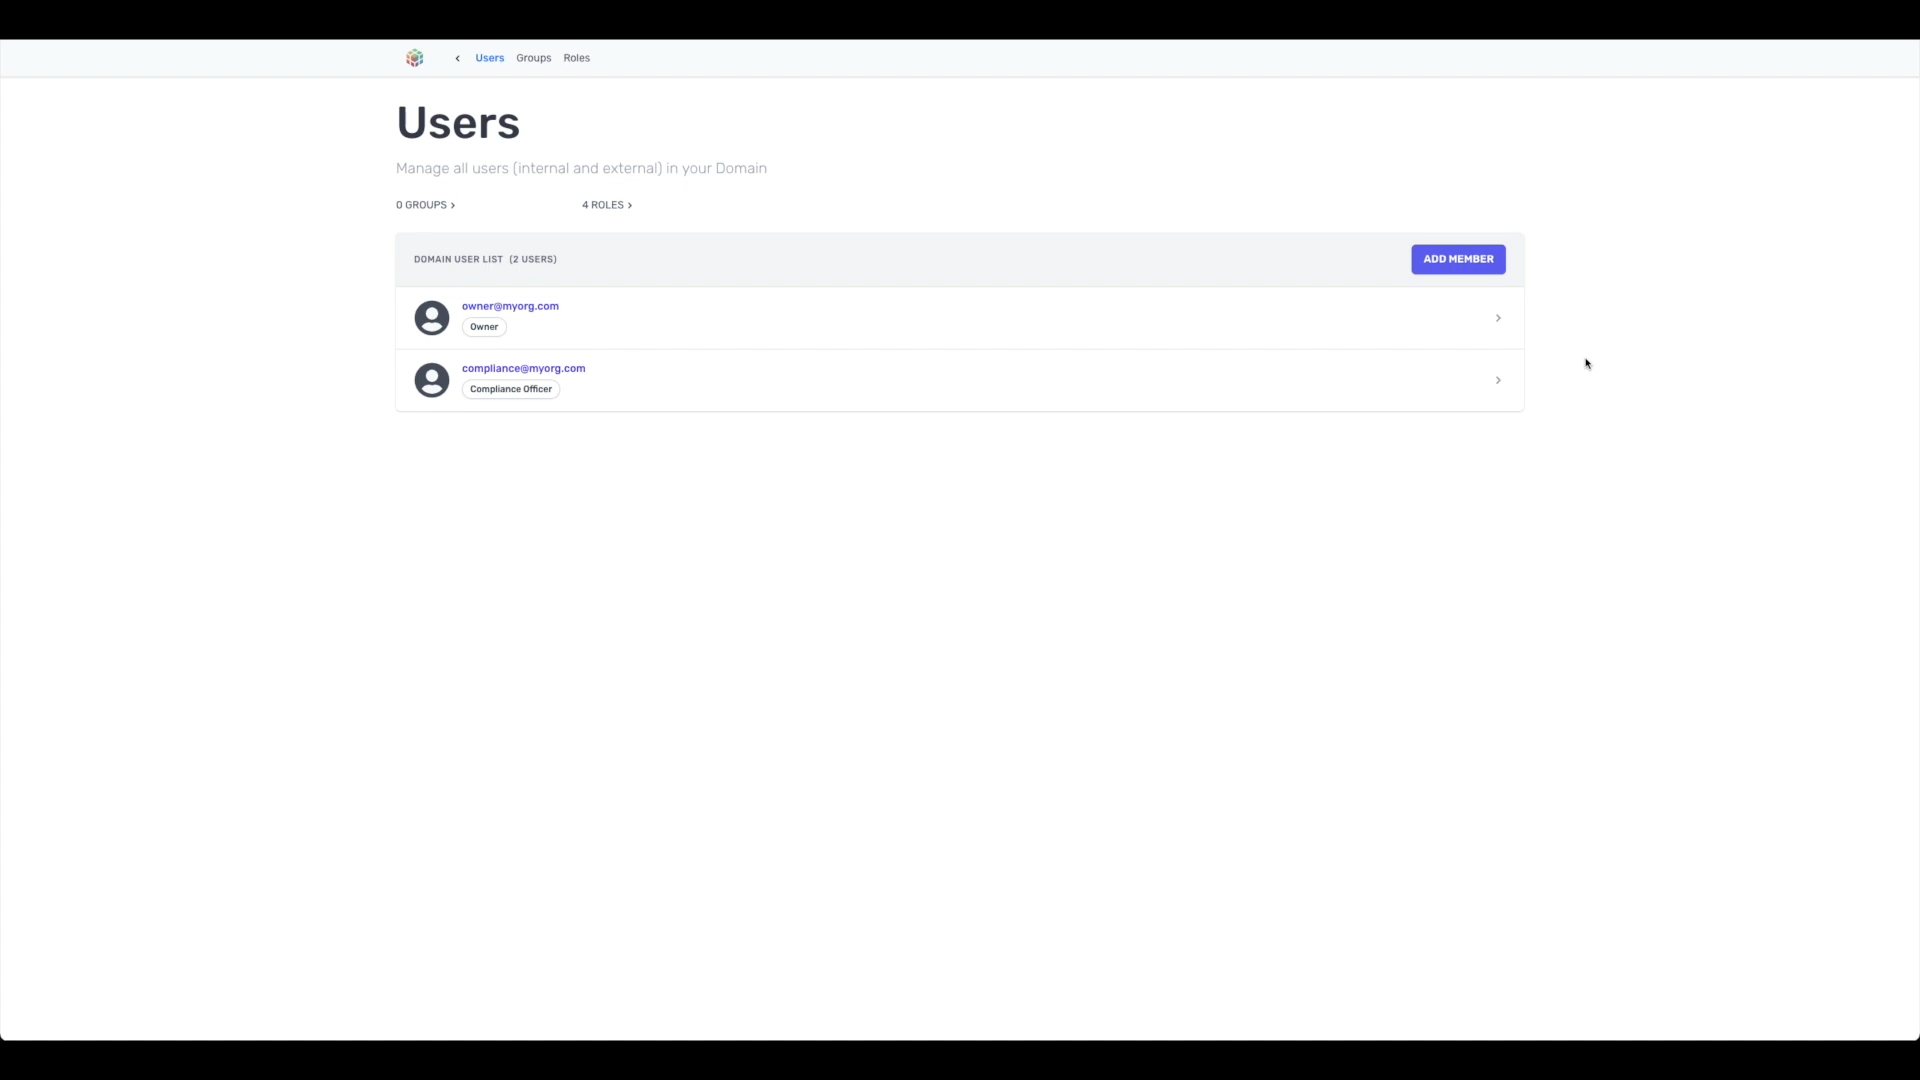 Users Groups Roles
Users
Manage all users (internal and external) in your Domain
0 GROUPS 4 ROLES
DOMAIN USER LIST (2 USERS) ADD MEMBER
owner@myorg.com
Owner
compliance@myorg.com
Compliance Officer